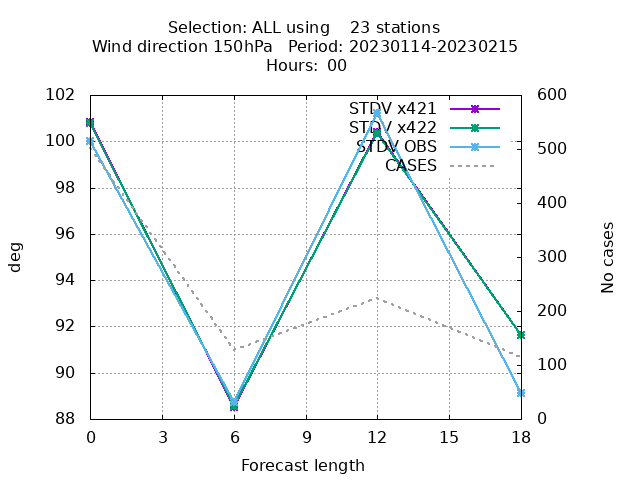 Selection: ALL using 23 stations
Wind direction 150hPa Period: 20230114-20230215
Hours: 00
102
100
98
96
94
92
90
88
600
500
400
300
200
100
0
STDV x421
STDV x422
STDV OBS
CASES
deg
No cases
0 3 6 9 12 15 18
Forecast length